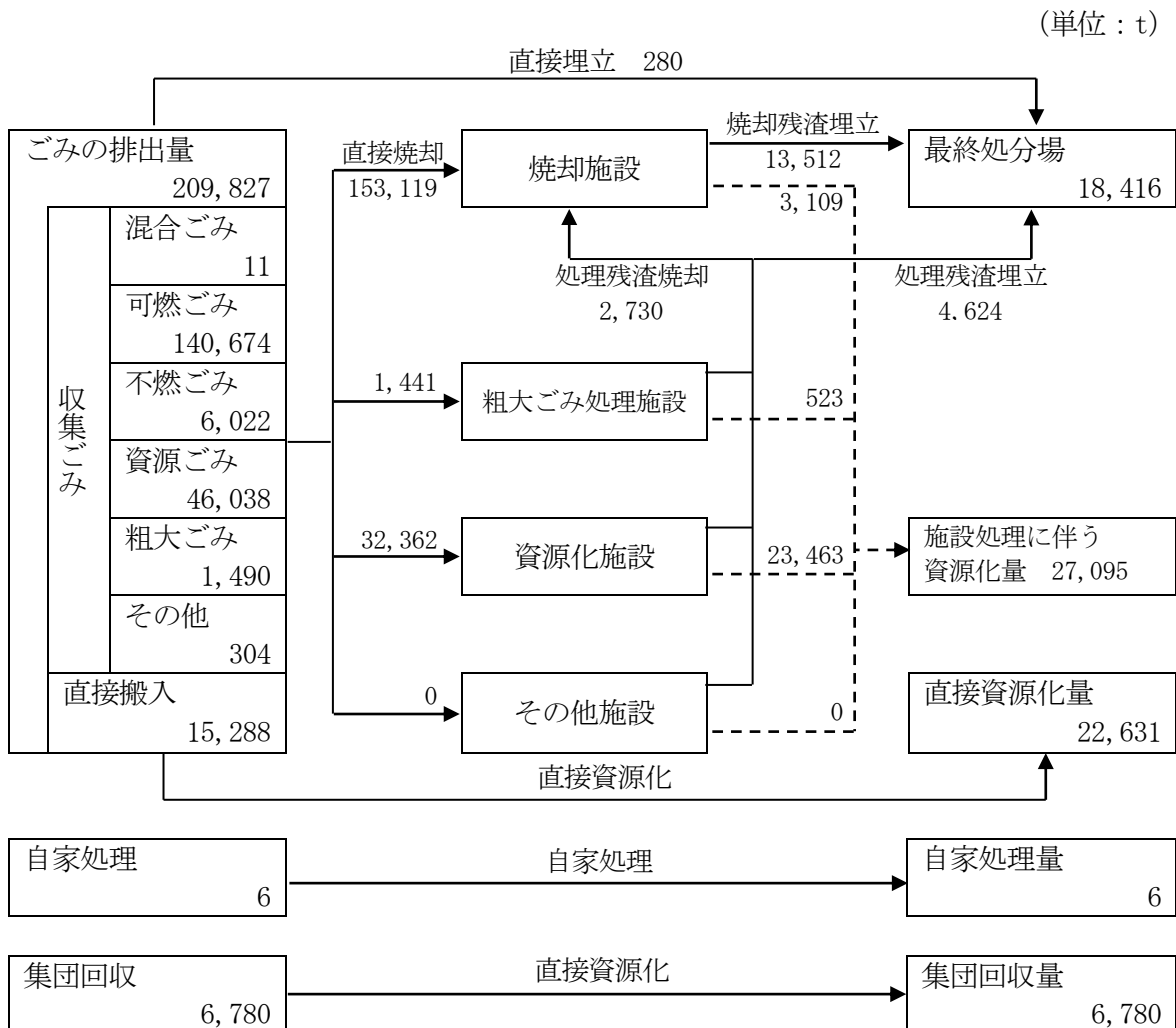 (単位:t)
直接埋立 280
ごみの排出量
209,827
収集ごみ
混合ごみ
11
可燃ごみ
140,674
不燃ごみ
6,022
資源ごみ
46,038
粗大ごみ
1,490
その他
304
直接搬入
15,288
直接焼却
153,119
焼却施設
焼却残渣埋立
13,512
3,109
最終処分場
18,416
処理残渣焼却
2,730
処理残渣埋立
4.624
1,441
粗大ごみ処理施設
523
32,362
資源化施設
23,463
施設処理に伴う
資源化量 27,095
0
その他施設
0
直接資源化量
22,631
直接資源化
自家処理
6
自家処理
自家処理量
6
集団回収
6,780
直接資源化
集団回収量
6,780